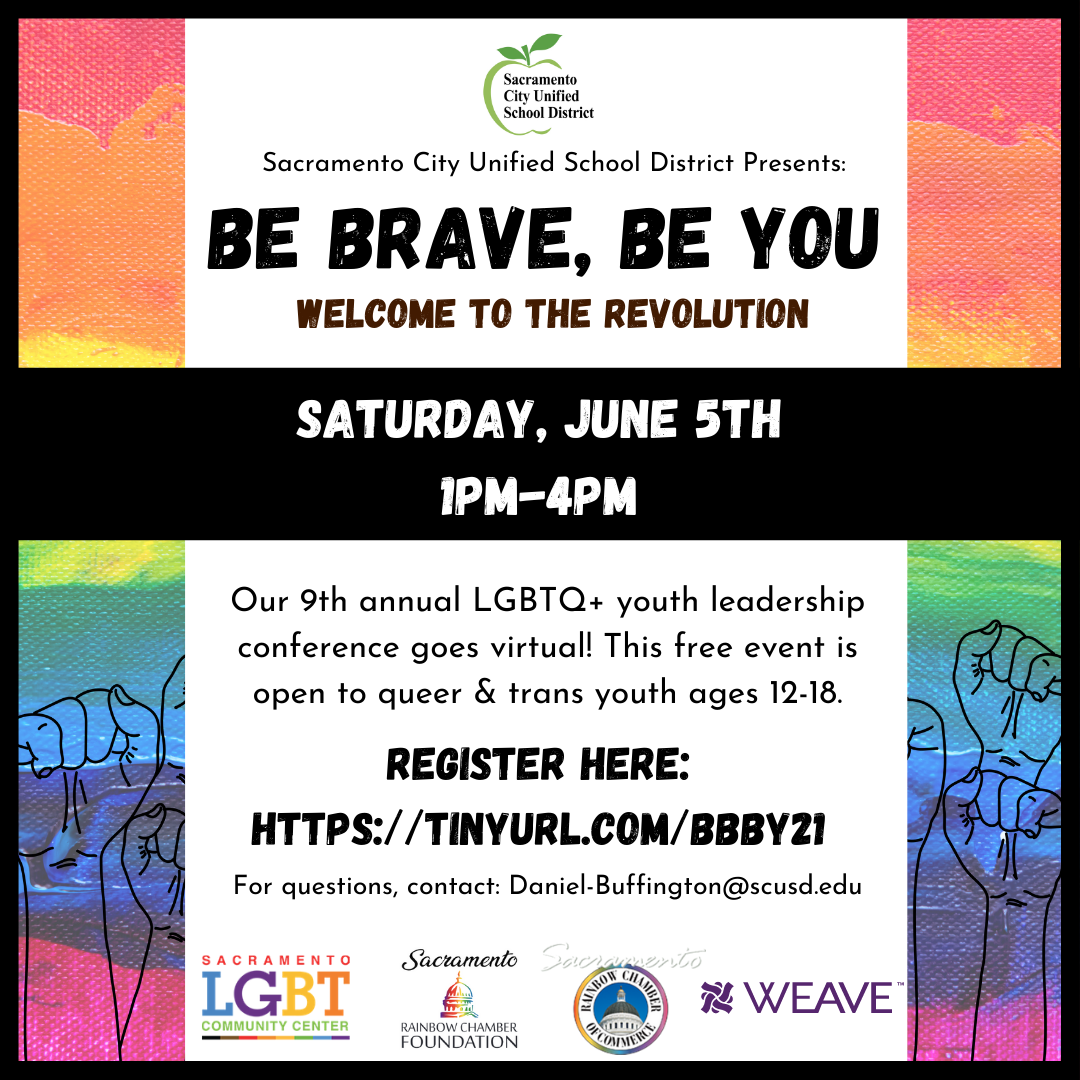 Sacramento
City Unified
School District
Sacramento City Unified School District Presents:
BE BRAVE, BE YOU
WELCOME TO THE REVOLUTION
SATURDAY, JUNE 5TH
1PM-4PM
Our 9th annual LGBTQ+ youth leadership
conference goes virtual! This free event is
open to queer & trans youth ages 12-18.
REGISTER HERE:
HTTPS://TINYURL.COM/BBBY21
For questions, contact: Daniel-Buffington@scusd.edu
SACRAMENTO
LGBT
COMMUNITY CENTER
Sacramento
RAINBOW CHAMBER
FOUNDATION
Sacramento
RAINBOW CHAMBER
OF COMMERCE
WEAVE™